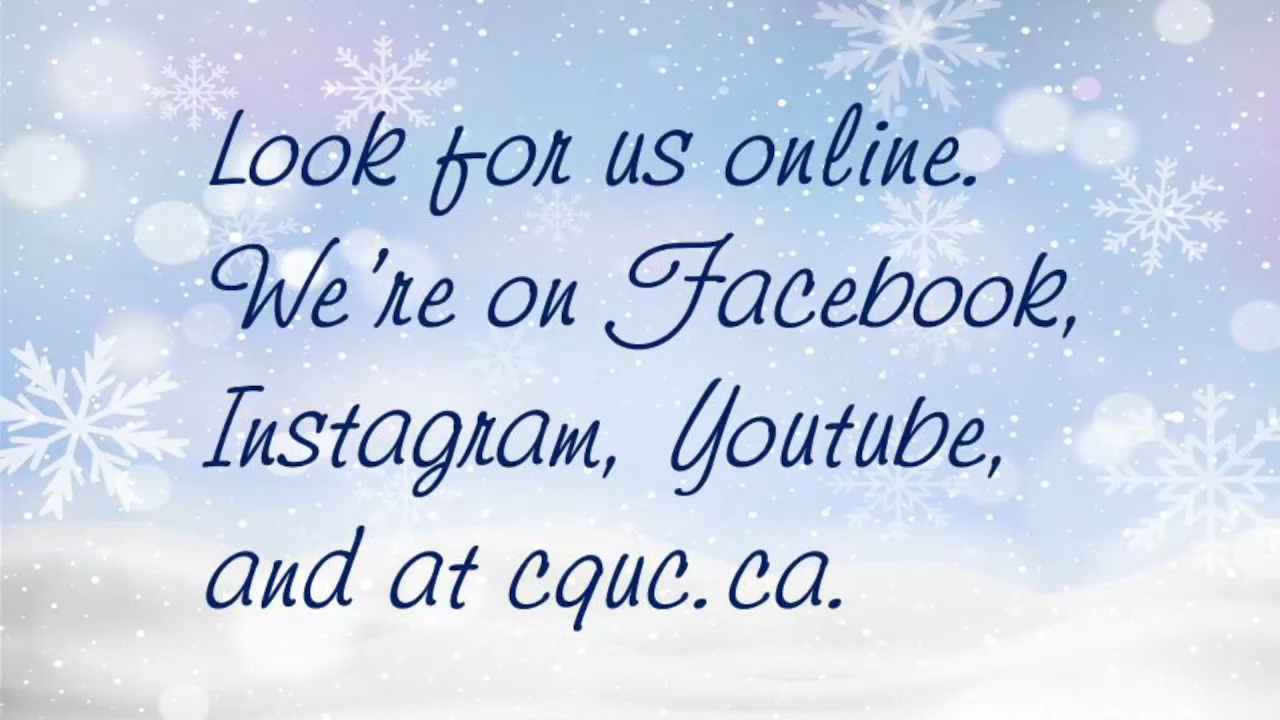 Look for us online.
We're on Facebook,
Instagram, Youtube,
and at cquc.ca.